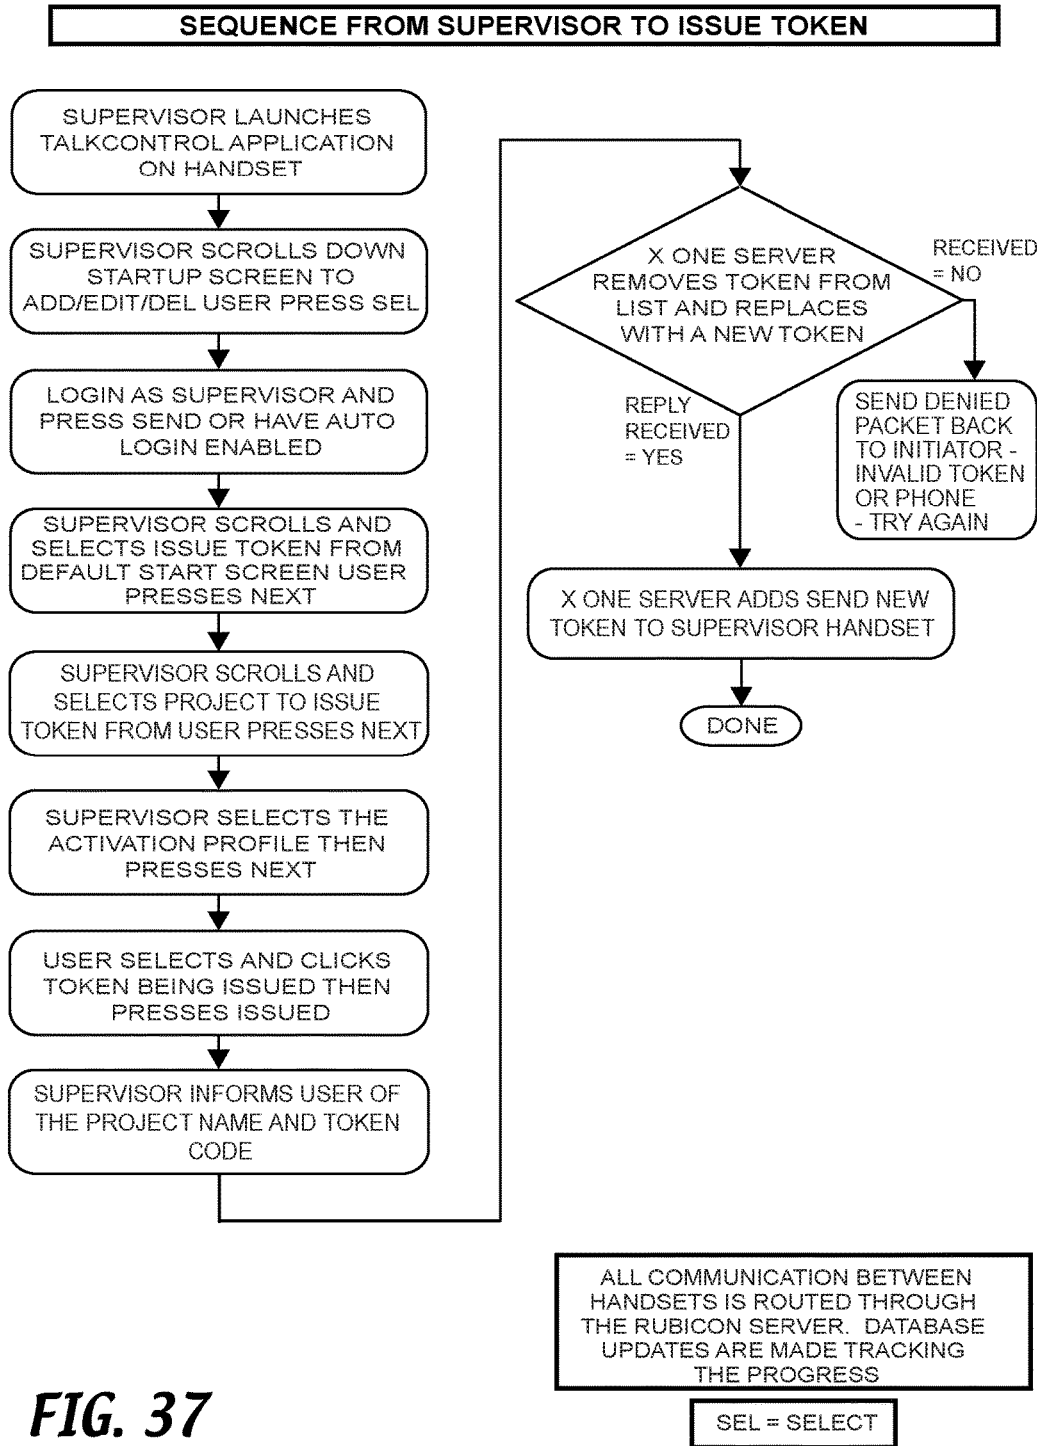 SEQUENCE FROM SUPERVISOR TO ISSUE TOKEN
SUPERVISOR LAUNCHES
TALKCONTROL APPLICATION
ON HANDSET
SUPERVISOR SCROLLS DOWN
STARTUP SCREEN TO
ADD/EDIT/DEL USER PRESS SEL
LOGIN AS SUPERVISOR AND
PRESS SEND OR HAVE AUTO
LOGIN ENABLED
SUPERVISOR SCROLLS AND
SELECTS ISSUE TOKEN FROM
DEFAULT START SCREEN USER
PRESSES NEXT
SUPERVISOR SCROLLS AND
SELECTS PROJECT TO ISSUE
TOKEN FROM USER PRESSES NEXT
SUPERVISOR SELECTS THE
ACTIVATION PROFILE THEN
PRESSES NEXT
USER SELECTS AND CLICKS
TOKEN BEING ISSUED THEN
PRESSES ISSUED
SUPERVISOR INFORMS USER OF
THE PROJECT NAME AND TOKEN
CODE
X ONE SERVER
REMOVES TOKEN FROM
LIST AND REPLACES
WITH A NEW TOKEN
RECEIVED
= NO
REPLY
RECEIVED
= YES
SEND DENIED
PACKET BACK
TO INITIATOR -
INVALID TOKEN
OR PHONE
- TRY AGAIN
X ONE SERVER ADDS SEND NEW
TOKEN TO SUPERVISOR HANDSET
DONE
ALL COMMUNICATION BETWEEN
HANDSETS IS ROUTED THROUGH
THE RUBICON SERVER. DATABASE
UPDATES ARE MADE TRACKING
THE PROGRESS
SEL = SELECT
FIG. 37